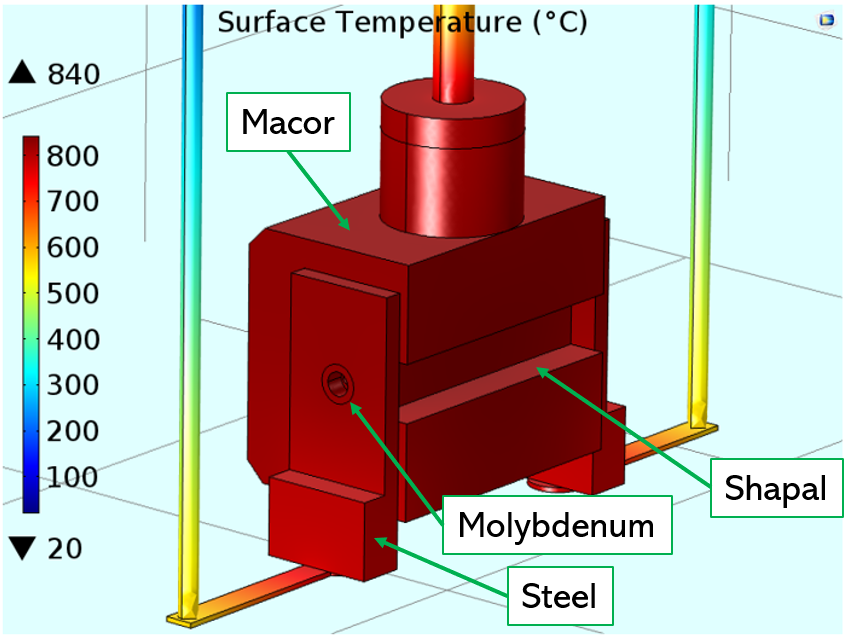 Surface Temperature (°C)
▲ 840
Macor
800
700
600
500
400
300
200
100
▼ 20
Shapal
Molybdenum
Steel